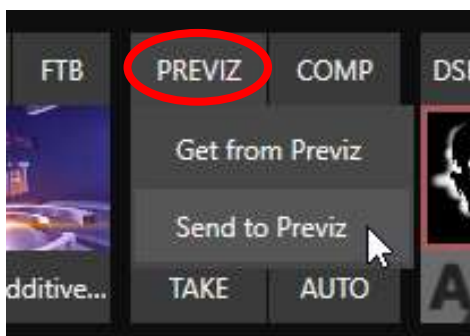 FTB PREVIZ COMP DS
Get from Previz
Send to Previz
dditive... TAKE AUTO A